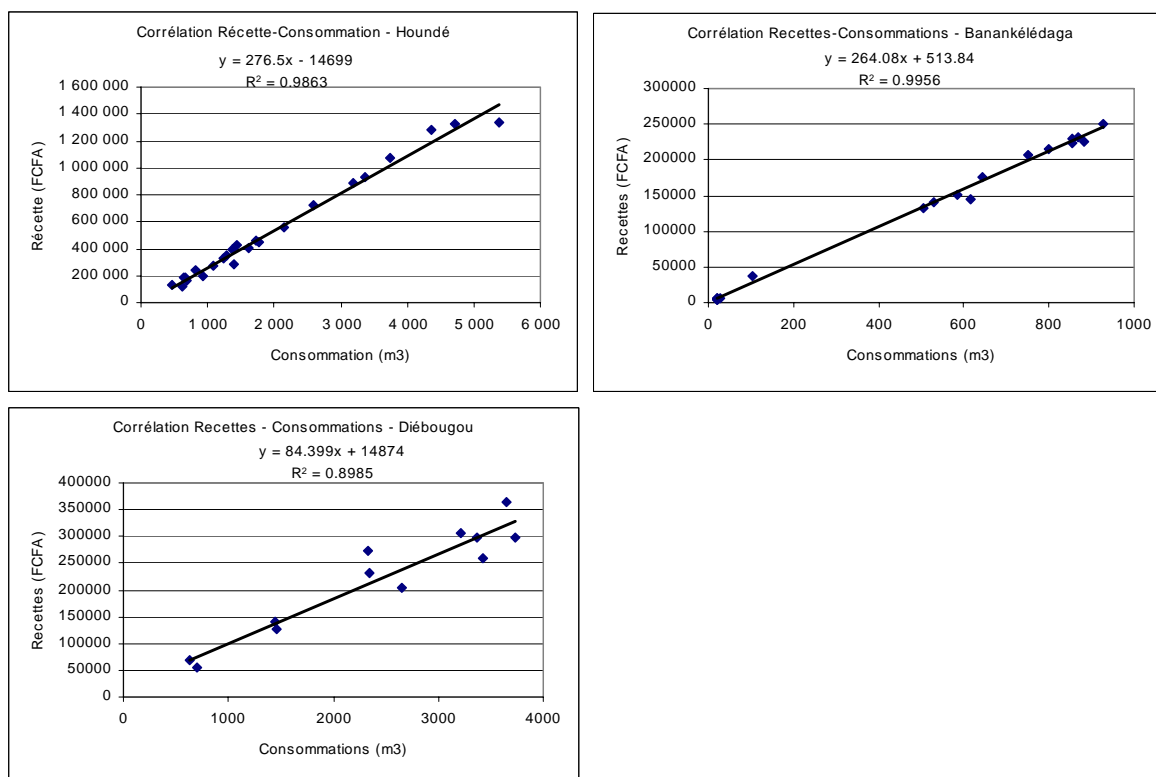 Corrélation Récette-Consommation - Houndé
y = 276.5x - 14699
R² = 0.9863
1 600 000
1 400 000
1 200 000
1 000 000
800 000
600 000
400 000
200 000
0
Récette (FCFA)
0 1 000 2 000 3 000 4 000 5 000 6 000
Consommation (m3)
Corrélation Recettes-Consommations - Banankélédaga
y = 264.08x + 513.84
R² = 0.9956
300000
250000
200000
150000
100000
50000
0
Recettes (FCFA)
0 200 400 600 800 1000
Consommations (m3)
Corrélation Recettes - Consommations - Diébougou
y = 84.399x + 14874
R² = 0.8985
400000
350000
300000
250000
200000
150000
100000
50000
0
Recettes (FCFA)
0 1000 2000 3000 4000
Consommations (m3)